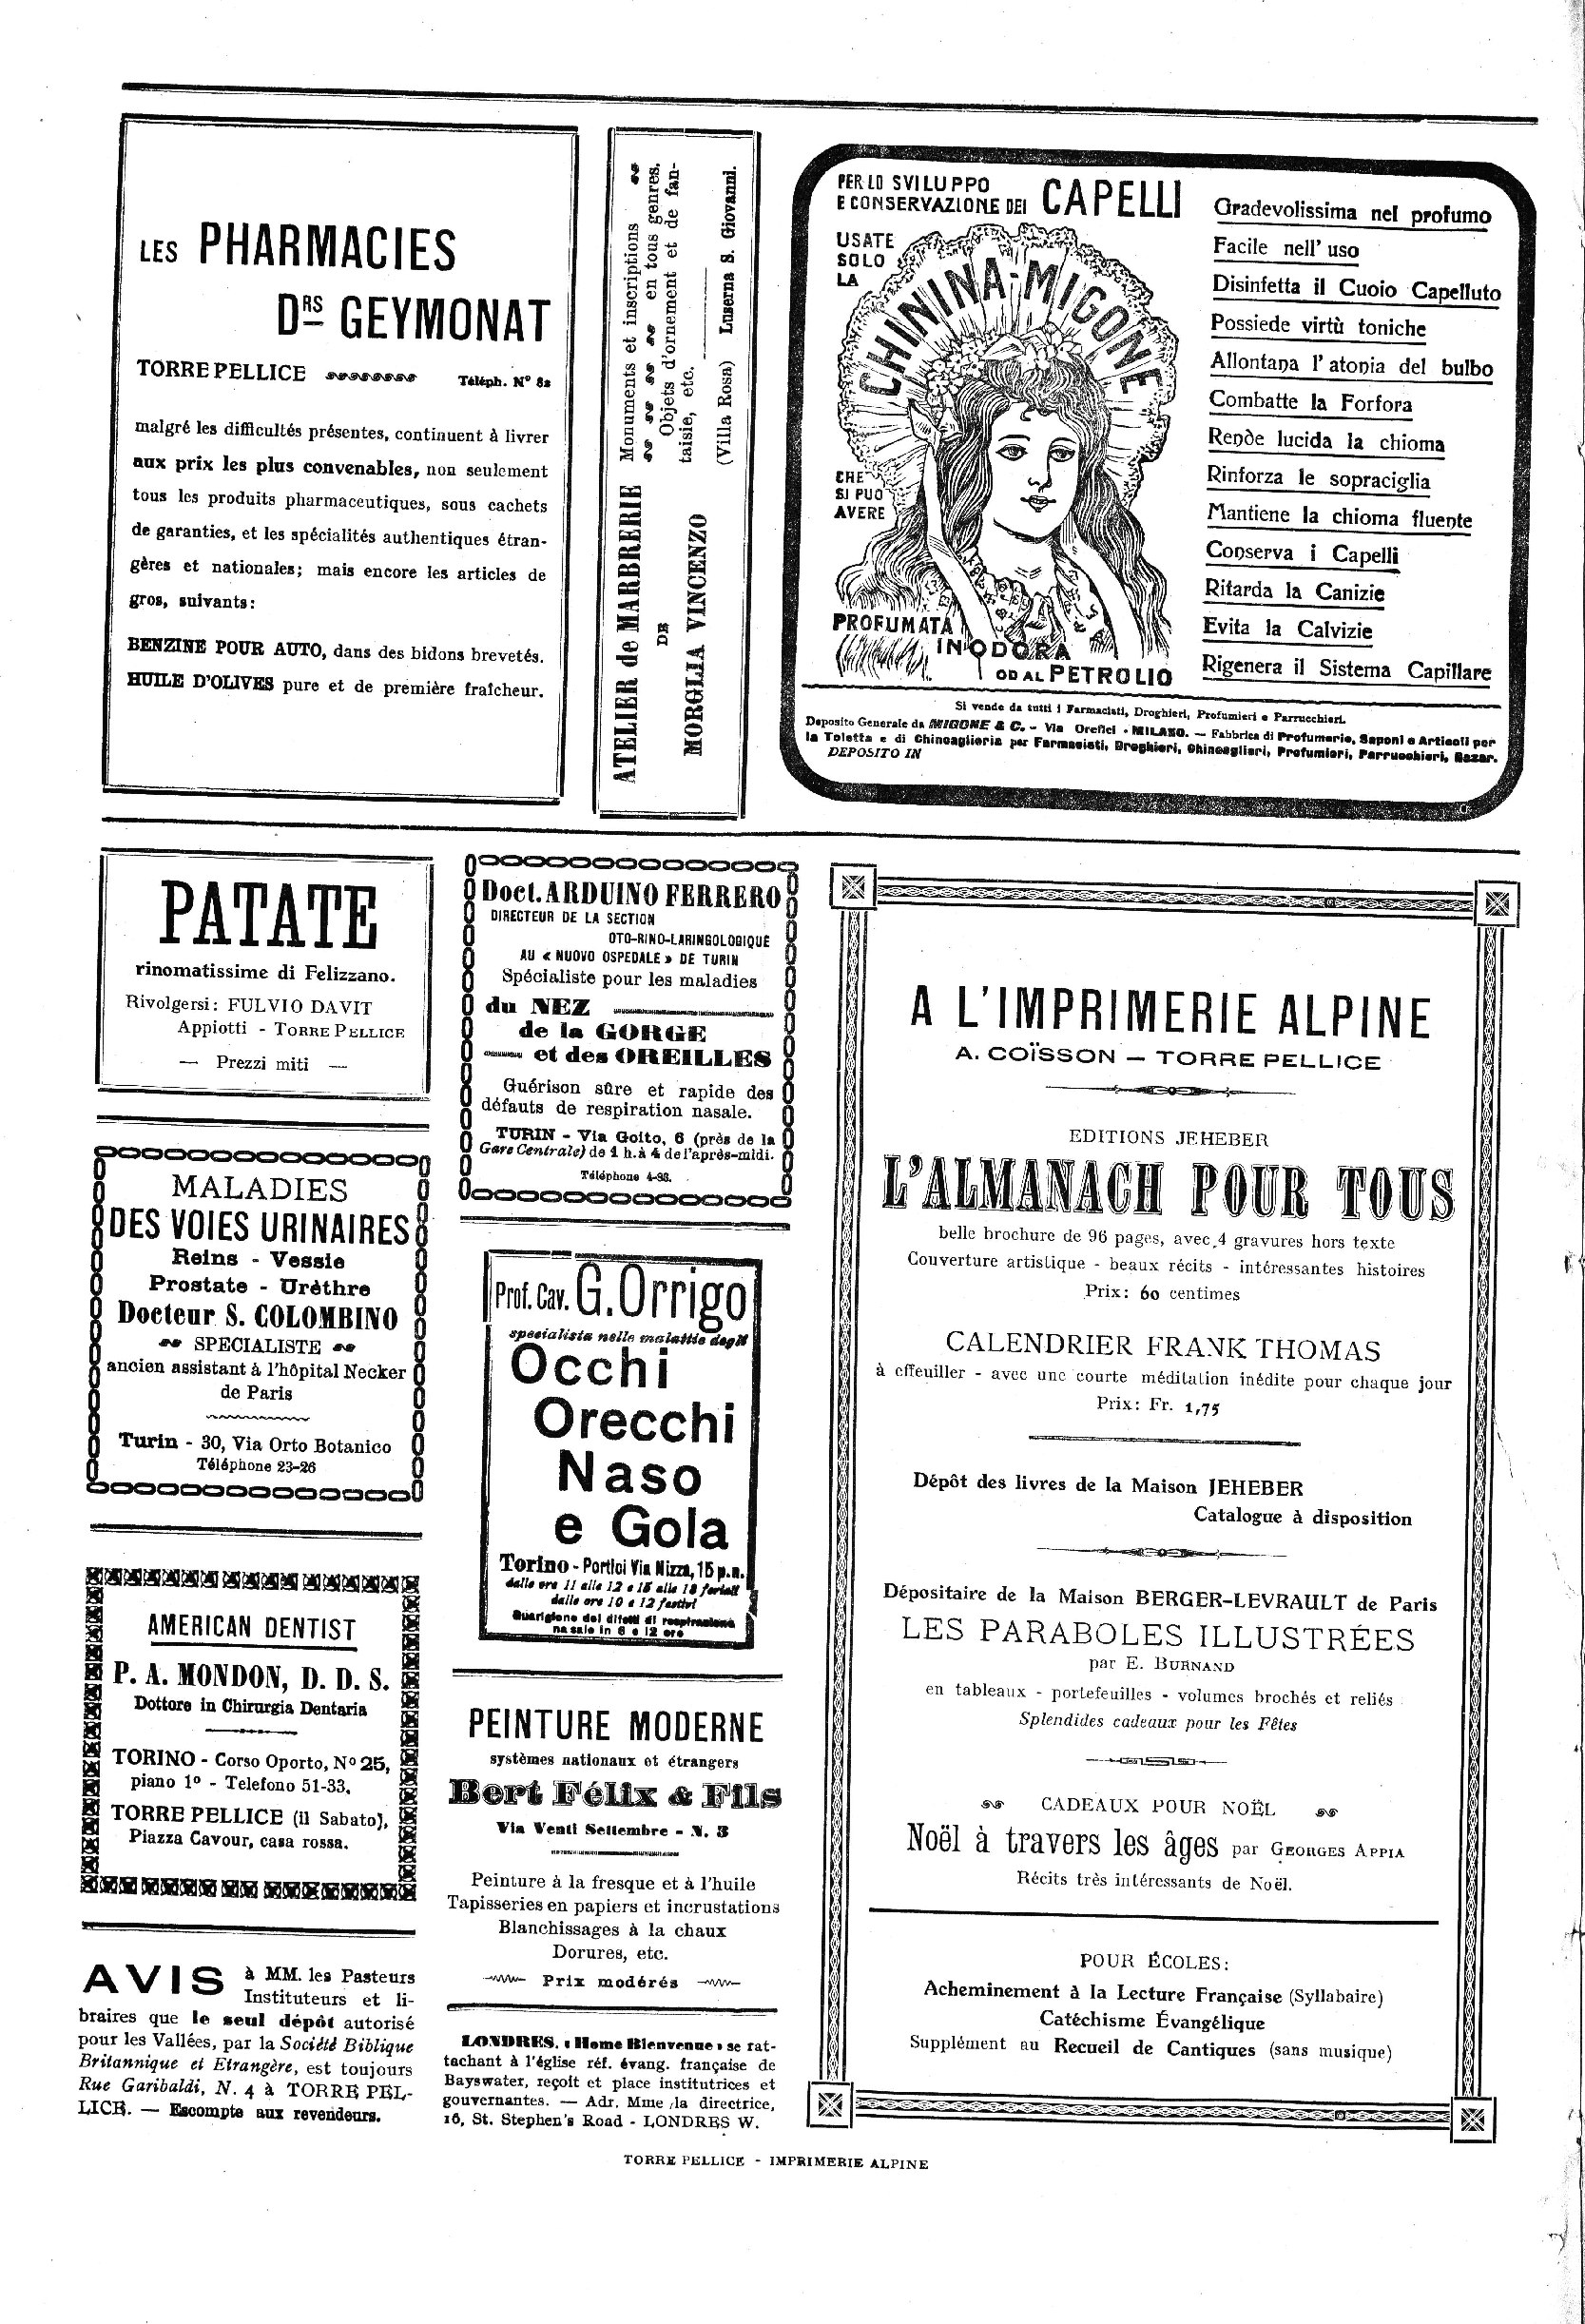 LES PHARMACIES
DRS GEYMONAT
TORRE PELLICE Téléph. N° 82
malgré les difficultés présentes, continuent à livrer
aux prix les plus convenables, non seulement
tous les produits pharmaceutiques, sous cachets
de garanties, et les spécialités authentiques étran-
gères et nationales; mais encore les articles de
gros, suivants:
BENZINE POUR AUTO, dans des bidons brevetés.
HUILE D'OLIVES pure et de première fraîcheur.
ATELIER de MARBRERIE
DE
MORGLIA VINCENZO
Monuments et inscriptions
en tous genres.
Objets d'ornement et de fan-
taisie, etc.
(Villa Rosa) Luserna S. Giovanni.
PER LO SVILUPPO
E CONSERVAZIONE DEI CAPELLI
USATE
SOLO
LA
CHININA-MIGONE
CHE
SI PUÒ
AVERE
PROFUMATA
INODORA
OD AL PETROLIO
Gradevolissima nel profumo
Facile nell' uso
Disinfetta il Cuoio Capelluto
Possiede virtù toniche
Allontana l' atonia del bulbo
Combatte la Forfora
Rende lucida la chioma
Rinforza le sopraciglia
Mantiene la chioma fluente
Conserva i Capelli
Ritarda la Canizie
Evita la Calvizie
Rigenera il Sistema Capillare
Si vende da tutti i Farmacisti, Droghieri, Profumieri e Parrucchieri.
Deposito Generale da MIGONE & C. - Via Orefici - MILANO. — Fabbrica di Profumerie, Saponi e Articoli per
la Toletta e di Chincaglieria per Farmacisti, Droghieri, Chincaglieri, Profumieri, Parrucchieri, Bazar.
DEPOSITO IN
PATATE
rinomatissime di Felizzano.
Rivolgersi: FULVIO DAVIT
Appiotti - TORRE PELLICE
— Prezzi miti —
MALADIES
DES VOIES URINAIRES
Reins - Vessie
Prostate - Urèthre
Docteur S. COLOMBINO
SPECIALISTE
ancien assistant à l'hôpital Necker
de Paris
Turin - 30, Via Orto Botanico
Téléphone 23-26
AMERICAN DENTIST
P. A. MONDON, D. D. S.
Dottore in Chirurgia Dentaria
TORINO - Corso Oporto, N° 25,
piano 1° - Telefono 51-33.
TORRE PELLICE (il Sabato),
Piazza Cavour, casa rossa.
AVIS à MM. les Pasteurs
Instituteurs et li-
braires que le seul dépôt autorisé
pour les Vallées, par la Société Biblique
Britannique et Etrangère, est toujours
Rue Garibaldi, N. 4 à TORRE PEL-
LICE. — Escompte aux revendeurs.
Doct. ARDUINO FERRERO
DIRECTEUR DE LA SECTION
OTO-RINO-LARINGOLOGIQUE
AU « NUOVO OSPEDALE » DE TURIN
Spécialiste pour les maladies
du NEZ
de la GORGE
et des OREILLES
Guérison sûre et rapide des
défauts de respiration nasale.
TURIN - Via Goito, 6 (près de la
Gare Centrale) de 1 h. à 4 de l'après-midi.
Téléphone 4-93.
Prof. Cav. G. Orrigo
specialista nelle malattie degli
Occhi
Orecchi
Naso
e Gola
Torino - Portici Via Nizza, 15 p.n.
dalle ore 11 alle 12 e 15 alle 18 feriali
dalle ore 10 e 12 festivi
Guarigione dei difetti di respirazione
nasale in 6 e 12 ore
PEINTURE MODERNE
systèmes nationaux et étrangers
Bert Félix & Fils
Via Venti Settembre - N. 3
Peinture à la fresque et à l'huile
Tapisseries en papiers et incrustations
Blanchissages à la chaux
Dorures, etc.
Prix modérés
LONDRES. « Home Bienvenue » se rat-
tachant à l'église réf. évang. française de
Bayswater, reçoit et place institutrices et
gouvernantes. — Adr. Mme la directrice,
16, St. Stephen's Road - LONDRES W.
A L'IMPRIMERIE ALPINE
A. COÏSSON — TORRE PELLICE
EDITIONS JEHEBER
L'ALMANACH POUR TOUS
belle brochure de 96 pages, avec 4 gravures hors texte
Couverture artistique - beaux récits - intéressantes histoires
Prix: 60 centimes
CALENDRIER FRANK THOMAS
à effeuiller - avec une courte méditation inédite pour chaque jour
Prix: Fr. 1,75
Dépôt des livres de la Maison JEHEBER
Catalogue à disposition
Dépositaire de la Maison BERGER-LEVRAULT de Paris
LES PARABOLES ILLUSTRÉES
par E. BURNAND
en tableaux - portefeuilles - volumes brochés et reliés
Splendides cadeaux pour les Fêtes
CADEAUX POUR NOËL
Noël à travers les âges par GEORGES APPIA
Récits très intéressants de Noël.
POUR ÉCOLES:
Acheminement à la Lecture Française (Syllabaire)
Catéchisme Évangélique
Supplément au Recueil de Cantiques (sans musique)
TORRE PELLICE - IMPRIMERIE ALPINE